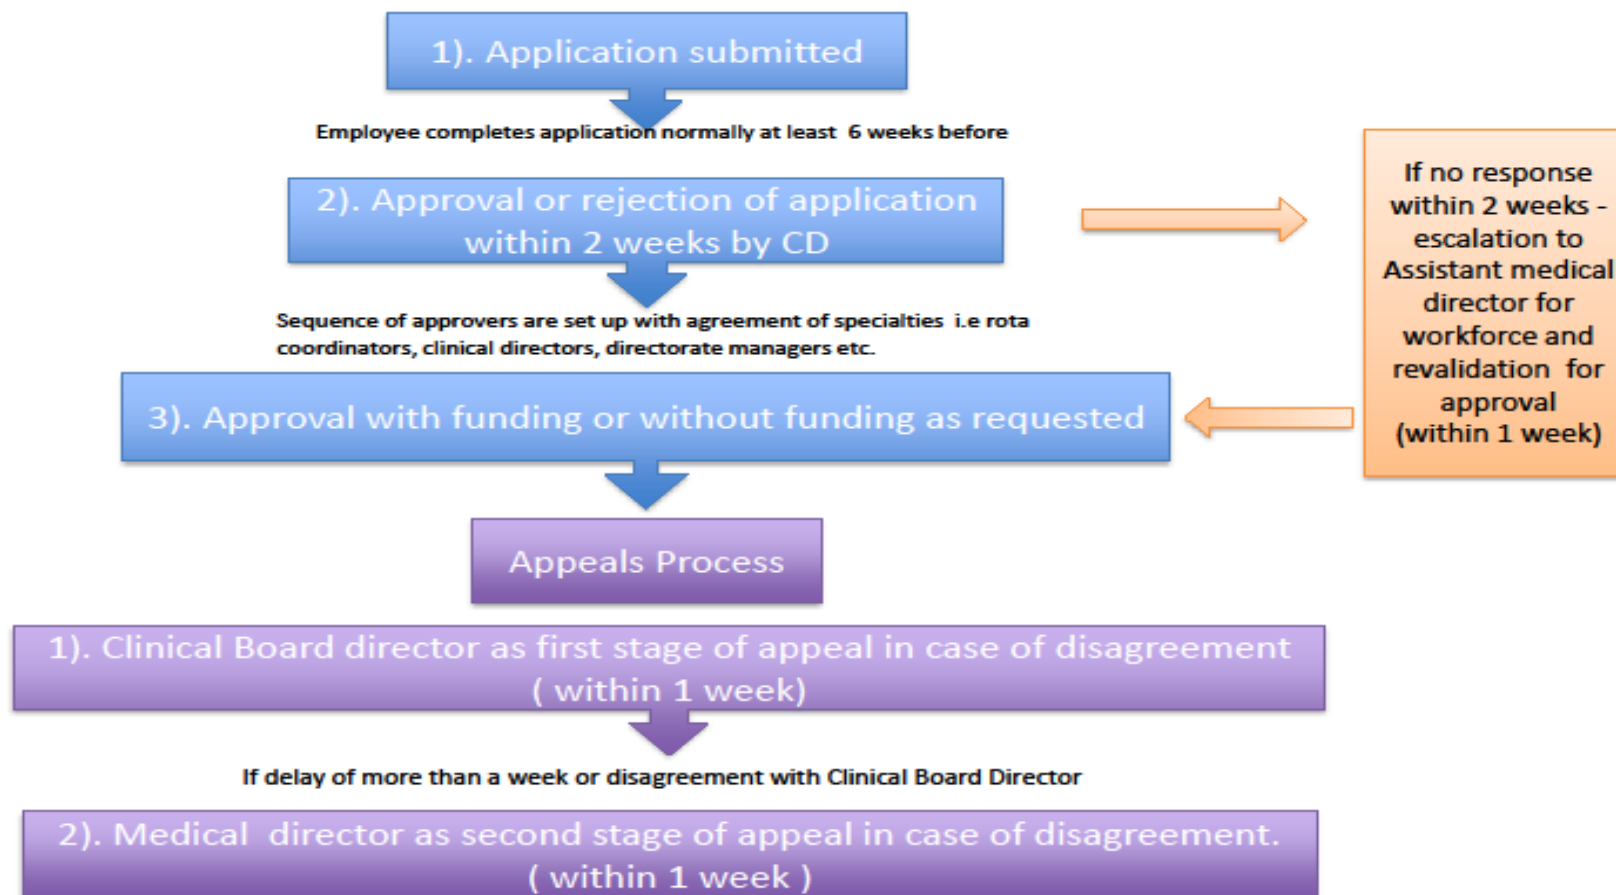 1). Application submitted
Employee completes application normally at least 6 weeks before
2). Approval or rejection of application
within 2 weeks by CD
If no response
within 2 weeks -
escalation to
Assistant medical
director for
workforce and
revalidation for
approval
(within 1 week)
Sequence of approvers are set up with agreement of specialties i.e rota
coordinators, clinical directors, directorate managers etc.
3). Approval with funding or without funding as requested
Appeals Process
1). Clinical Board director as first stage of appeal in case of disagreement
( within 1 week)
If delay of more than a week or disagreement with Clinical Board Director
2). Medical director as second stage of appeal in case of disagreement.
( within 1 week )